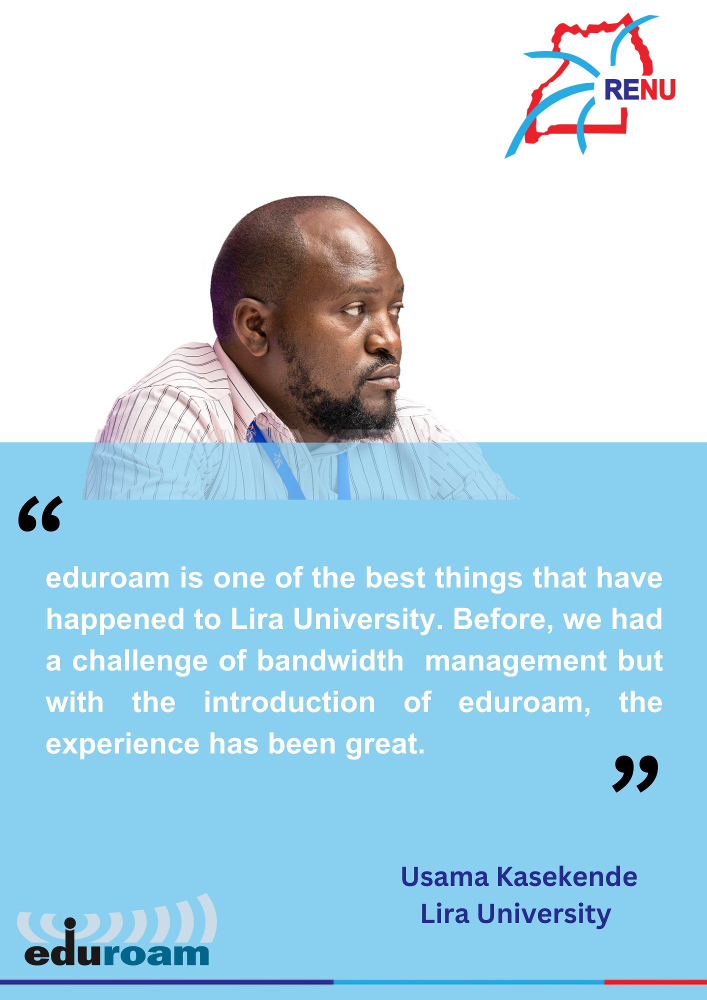 RENU
“
eduroam is one of the best things that have
happened to Lira University. Before, we had
a challenge of bandwidth  management but
with the introduction of eduroam, the
experience has been great.
”
Usama Kasekende
Lira University
eduroam